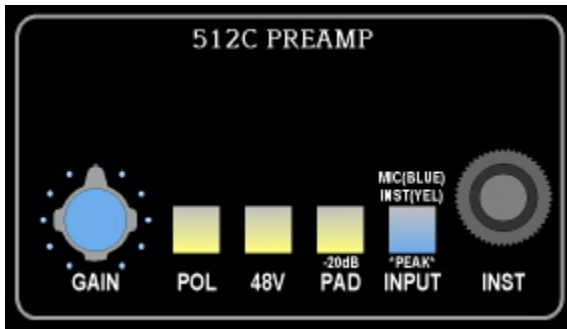 512C PREAMP
MIC(BLUE)
INST(YEL)
-20dB
*PEAK*
GAIN
POL
48V
PAD
INPUT
INST